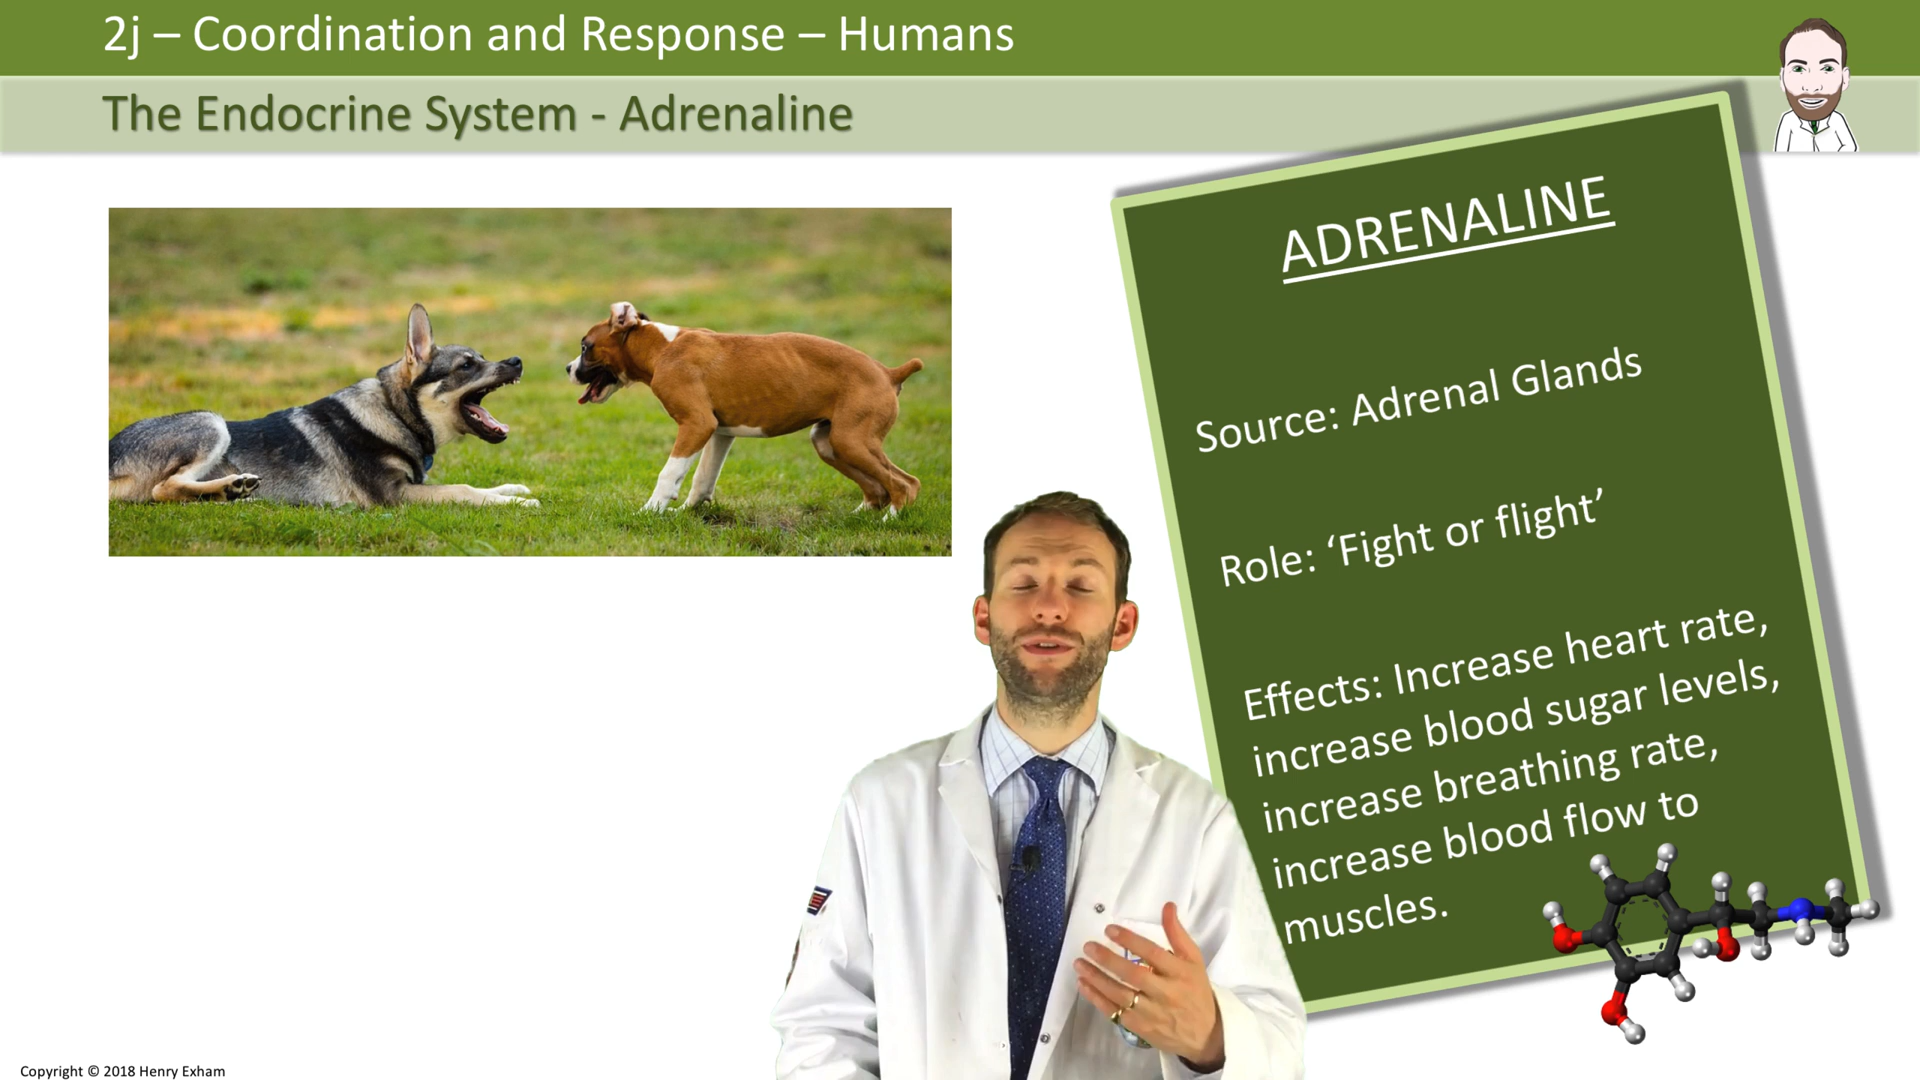 2j – Coordination and Response – Humans
The Endocrine System - Adrenaline
ADRENALINE
Source: Adrenal Glands
Role: ‘Fight or flight’
Effects: Increase heart rate,
increase blood sugar levels,
increase breathing rate,
increase blood flow to
muscles.
Copyright © 2018 Henry Exham